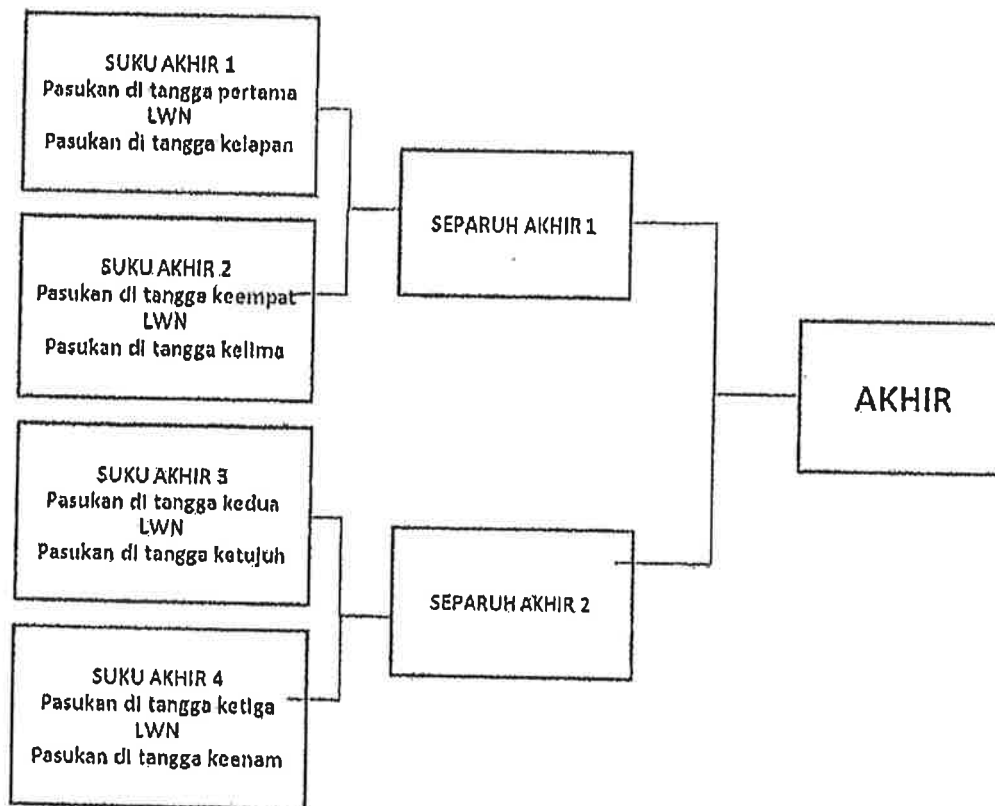 SUKU AKHIR 1
Pasukan di tangga pertama
LWN
Pasukan di tangga kelapan
SUKU AKHIR 2
Pasukan di tangga keempat
LWN
Pasukan di tangga kelima
SUKU AKHIR 3
Pasukan di tangga kedua
LWN
Pasukan di tangga ketujuh
SUKU AKHIR 4
Pasukan di tangga ketiga
LWN
Pasukan di tangga keenam
SEPARUH AKHIR 1
SEPARUH AKHIR 2
AKHIR